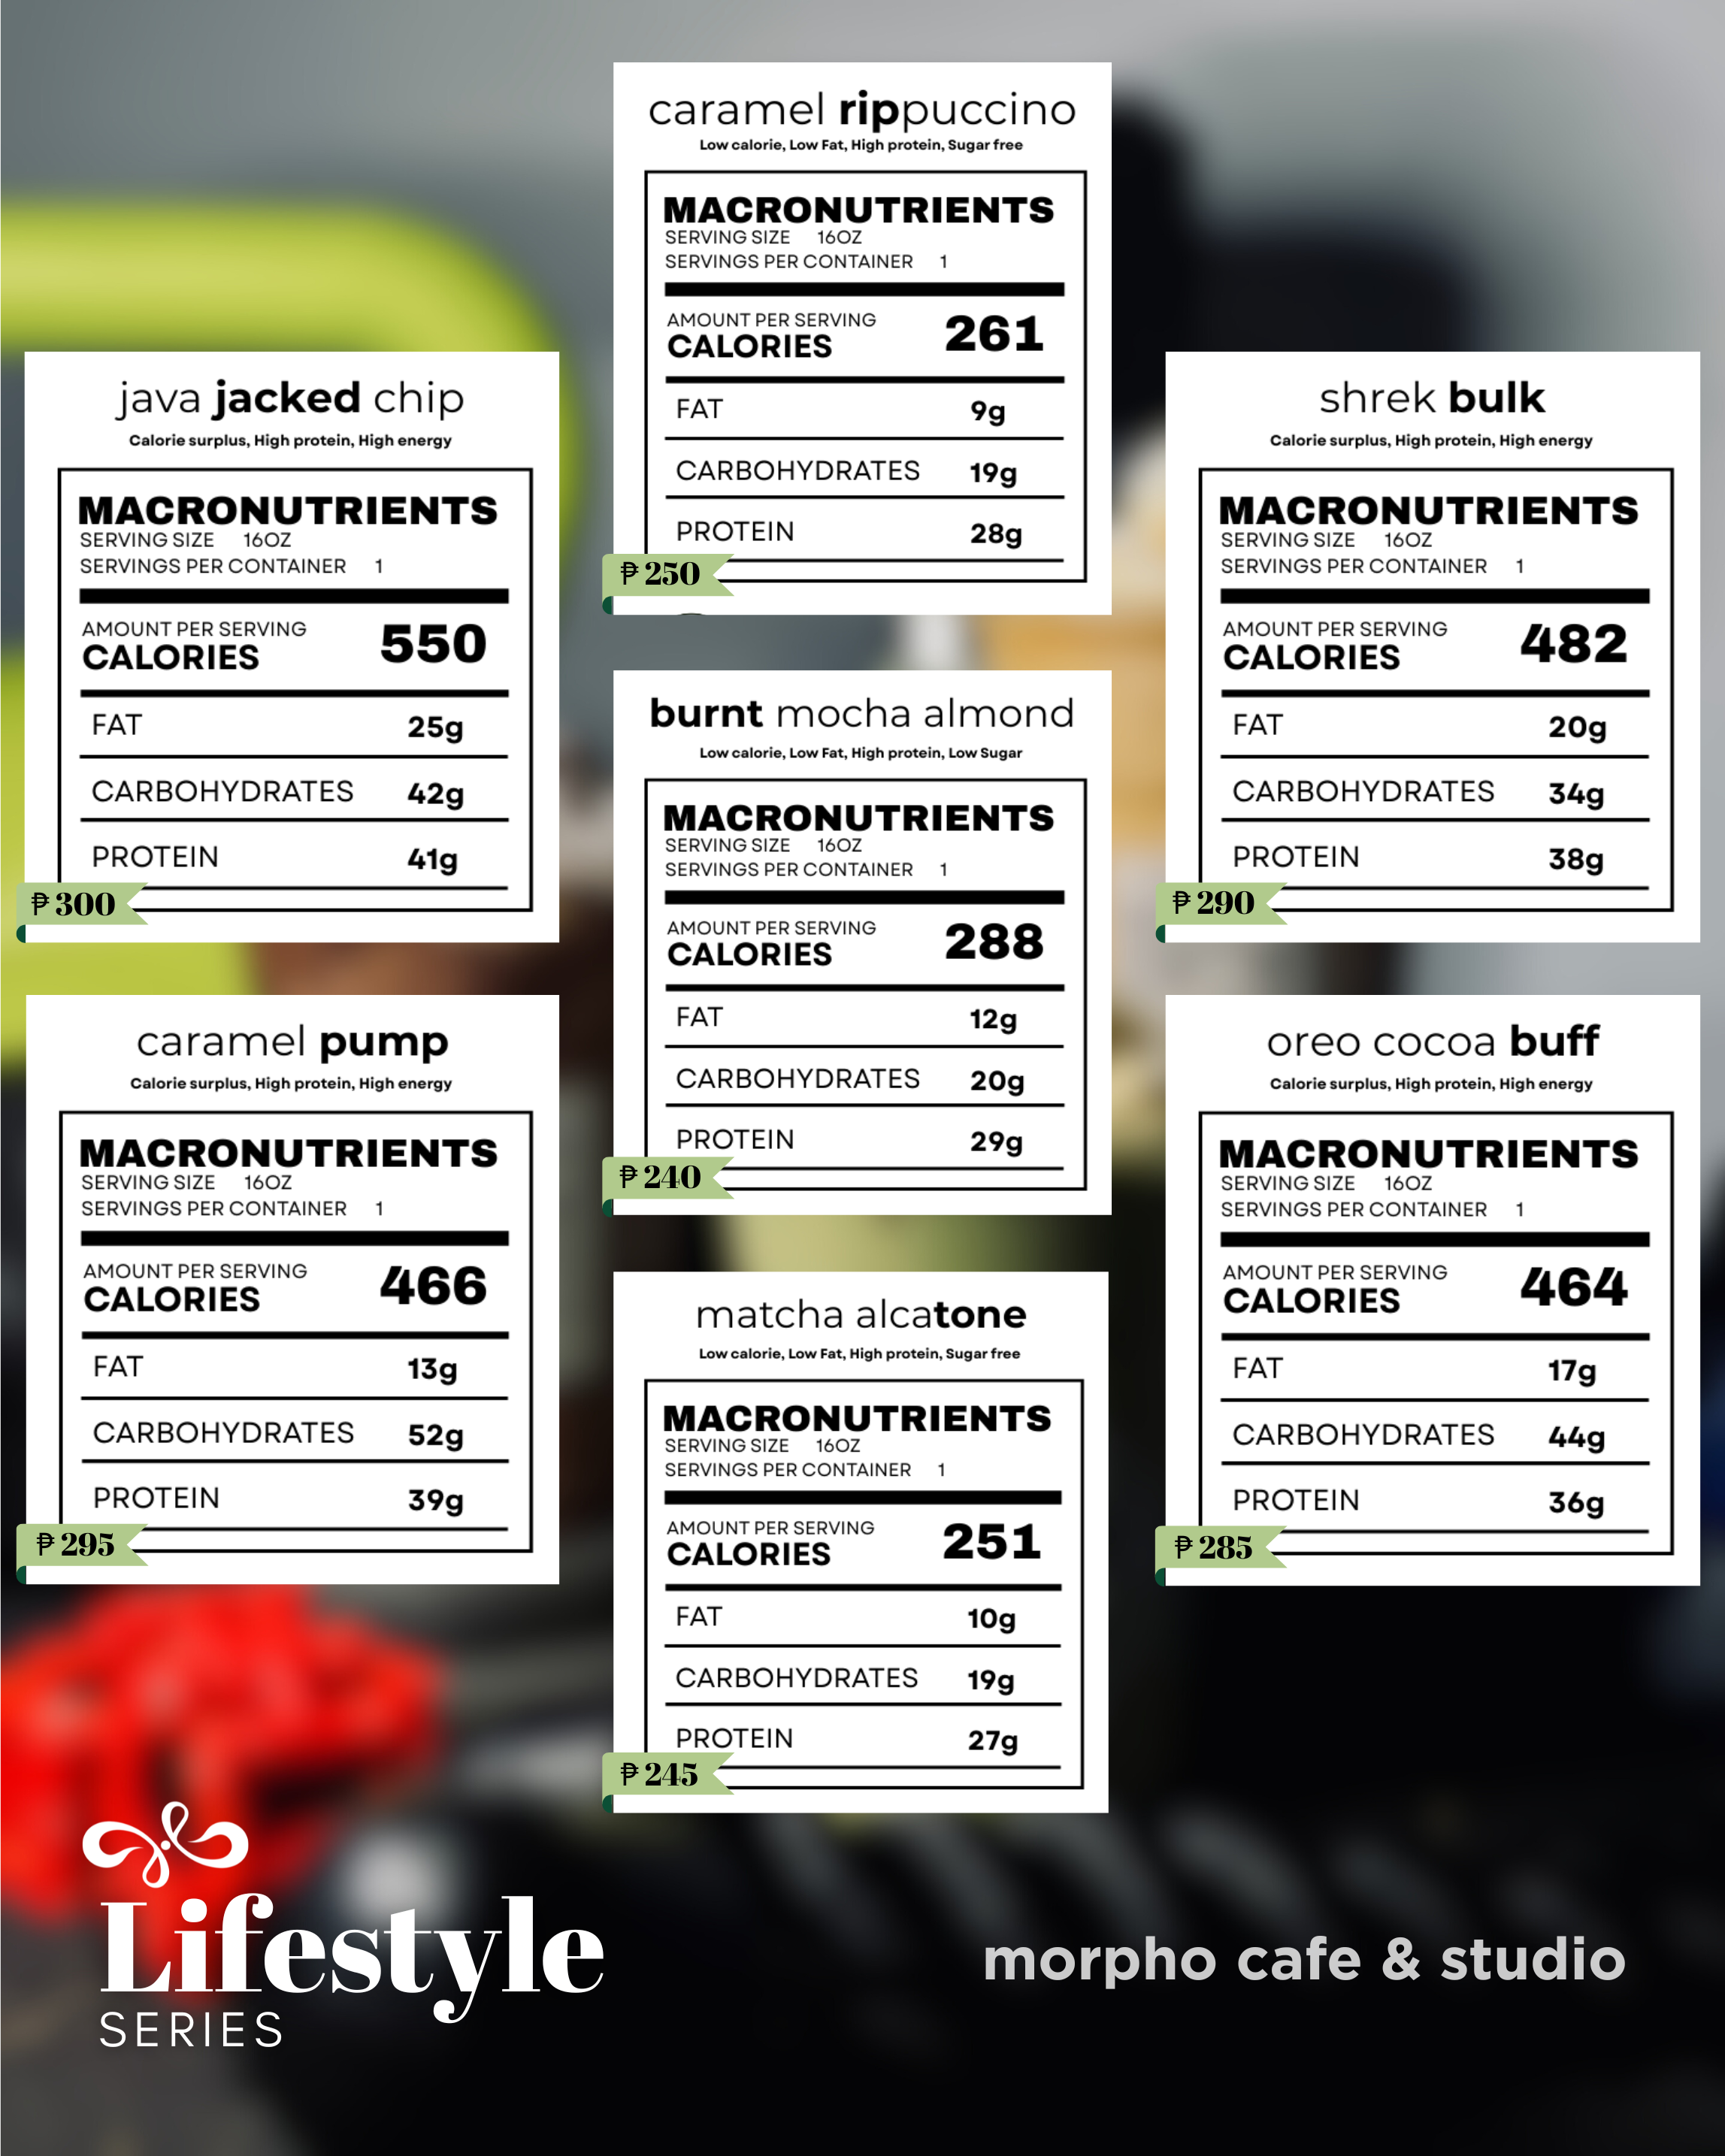 caramel rippuccino
Low calorie, Low Fat, High protein, Sugar free
MACRONUTRIENTS
SERVING SIZE 16OZ
SERVINGS PER CONTAINER 1
AMOUNT PER SERVING
CALORIES 261
FAT 9g
CARBOHYDRATES 19g
PROTEIN 28g
₱ 250
java jacked chip
Calorie surplus, High protein, High energy
MACRONUTRIENTS
SERVING SIZE 16OZ
SERVINGS PER CONTAINER 1
AMOUNT PER SERVING
CALORIES 550
FAT 25g
CARBOHYDRATES 42g
PROTEIN 41g
₱ 300
shrek bulk
Calorie surplus, High protein, High energy
MACRONUTRIENTS
SERVING SIZE 16OZ
SERVINGS PER CONTAINER 1
AMOUNT PER SERVING
CALORIES 482
FAT 20g
CARBOHYDRATES 34g
PROTEIN 38g
₱ 290
burnt mocha almond
Low calorie, Low Fat, High protein, Low Sugar
MACRONUTRIENTS
SERVING SIZE 16OZ
SERVINGS PER CONTAINER 1
AMOUNT PER SERVING
CALORIES 288
FAT 12g
CARBOHYDRATES 20g
PROTEIN 29g
₱ 240
caramel pump
Calorie surplus, High protein, High energy
MACRONUTRIENTS
SERVING SIZE 16OZ
SERVINGS PER CONTAINER 1
AMOUNT PER SERVING
CALORIES 466
FAT 13g
CARBOHYDRATES 52g
PROTEIN 39g
₱ 295
oreo cocoa buff
Calorie surplus, High protein, High energy
MACRONUTRIENTS
SERVING SIZE 16OZ
SERVINGS PER CONTAINER 1
AMOUNT PER SERVING
CALORIES 464
FAT 17g
CARBOHYDRATES 44g
PROTEIN 36g
₱ 285
matcha alcatone
Low calorie, Low Fat, High protein, Sugar free
MACRONUTRIENTS
SERVING SIZE 16OZ
SERVINGS PER CONTAINER 1
AMOUNT PER SERVING
CALORIES 251
FAT 10g
CARBOHYDRATES 19g
PROTEIN 27g
₱ 245
Lifestyle
SERIES
morpho cafe & studio